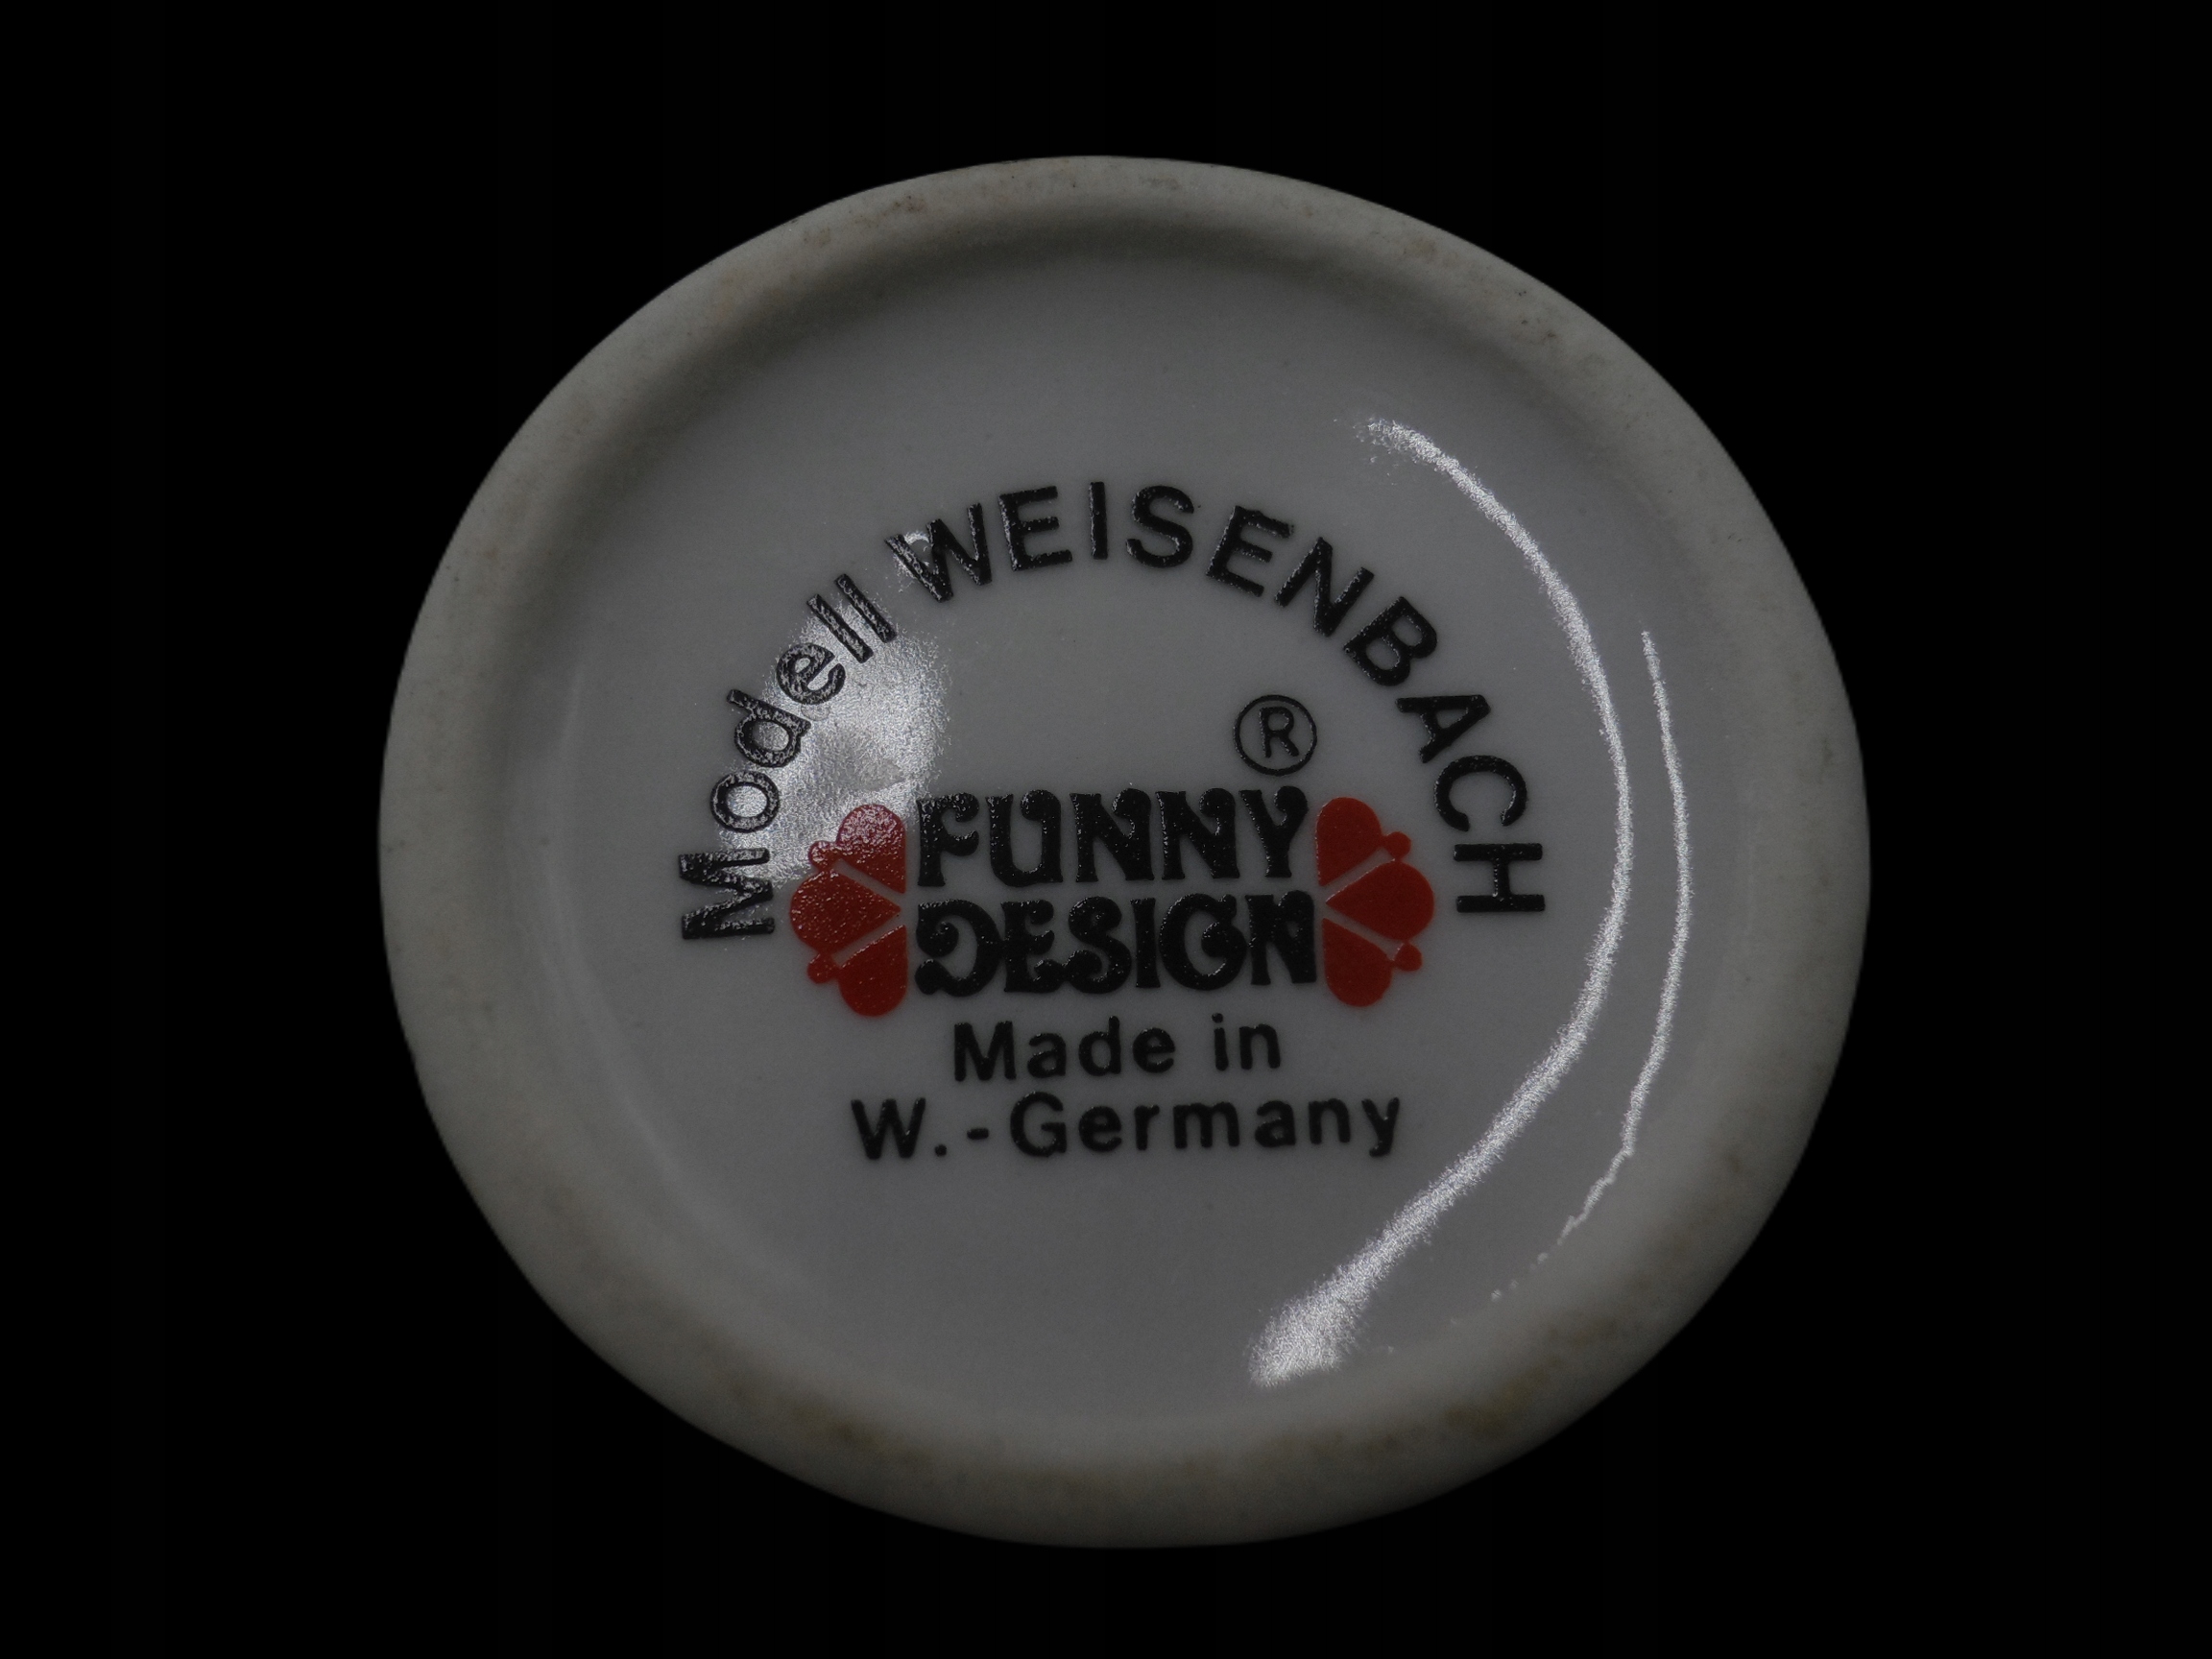 Modell WEISENBACH
®
FUNNY
DESIGN
Made in
W.-Germany